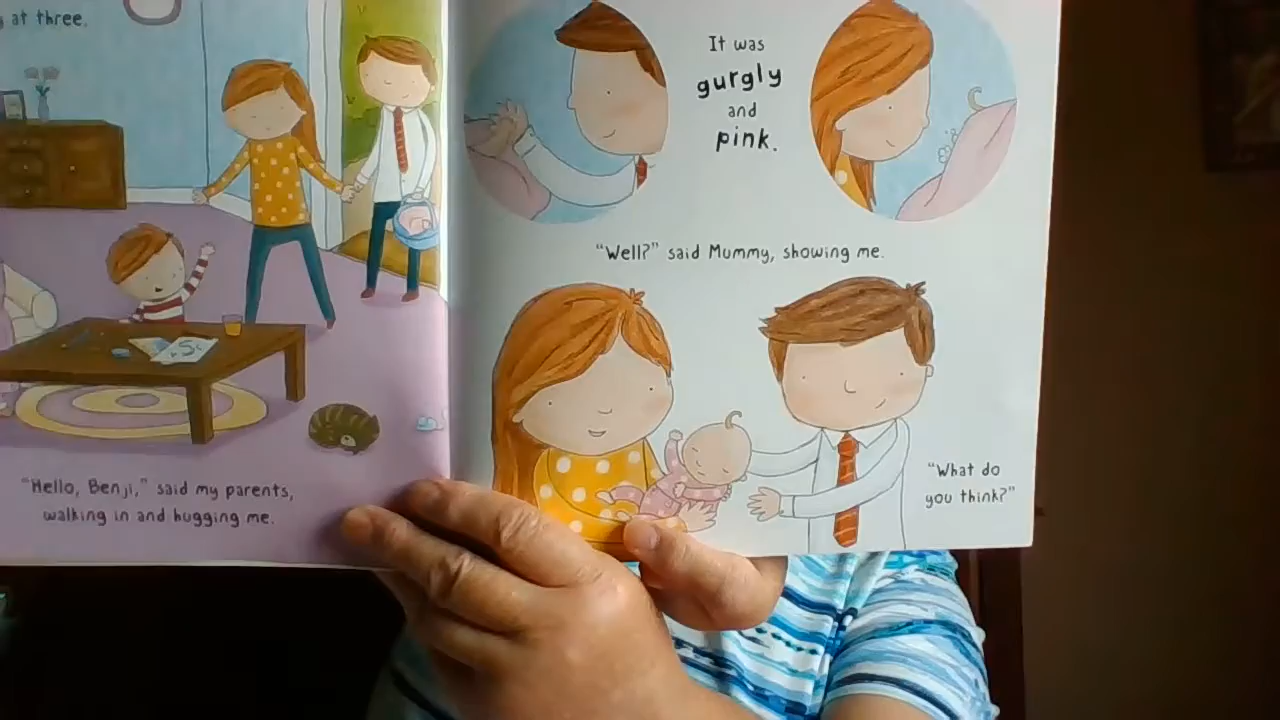 at three.
"Hello, Benji," said my parents,
walking in and hugging me.
It was
gurgly
and
pink.
"Well?" said Mummy, showing me.
"What do
you think?"